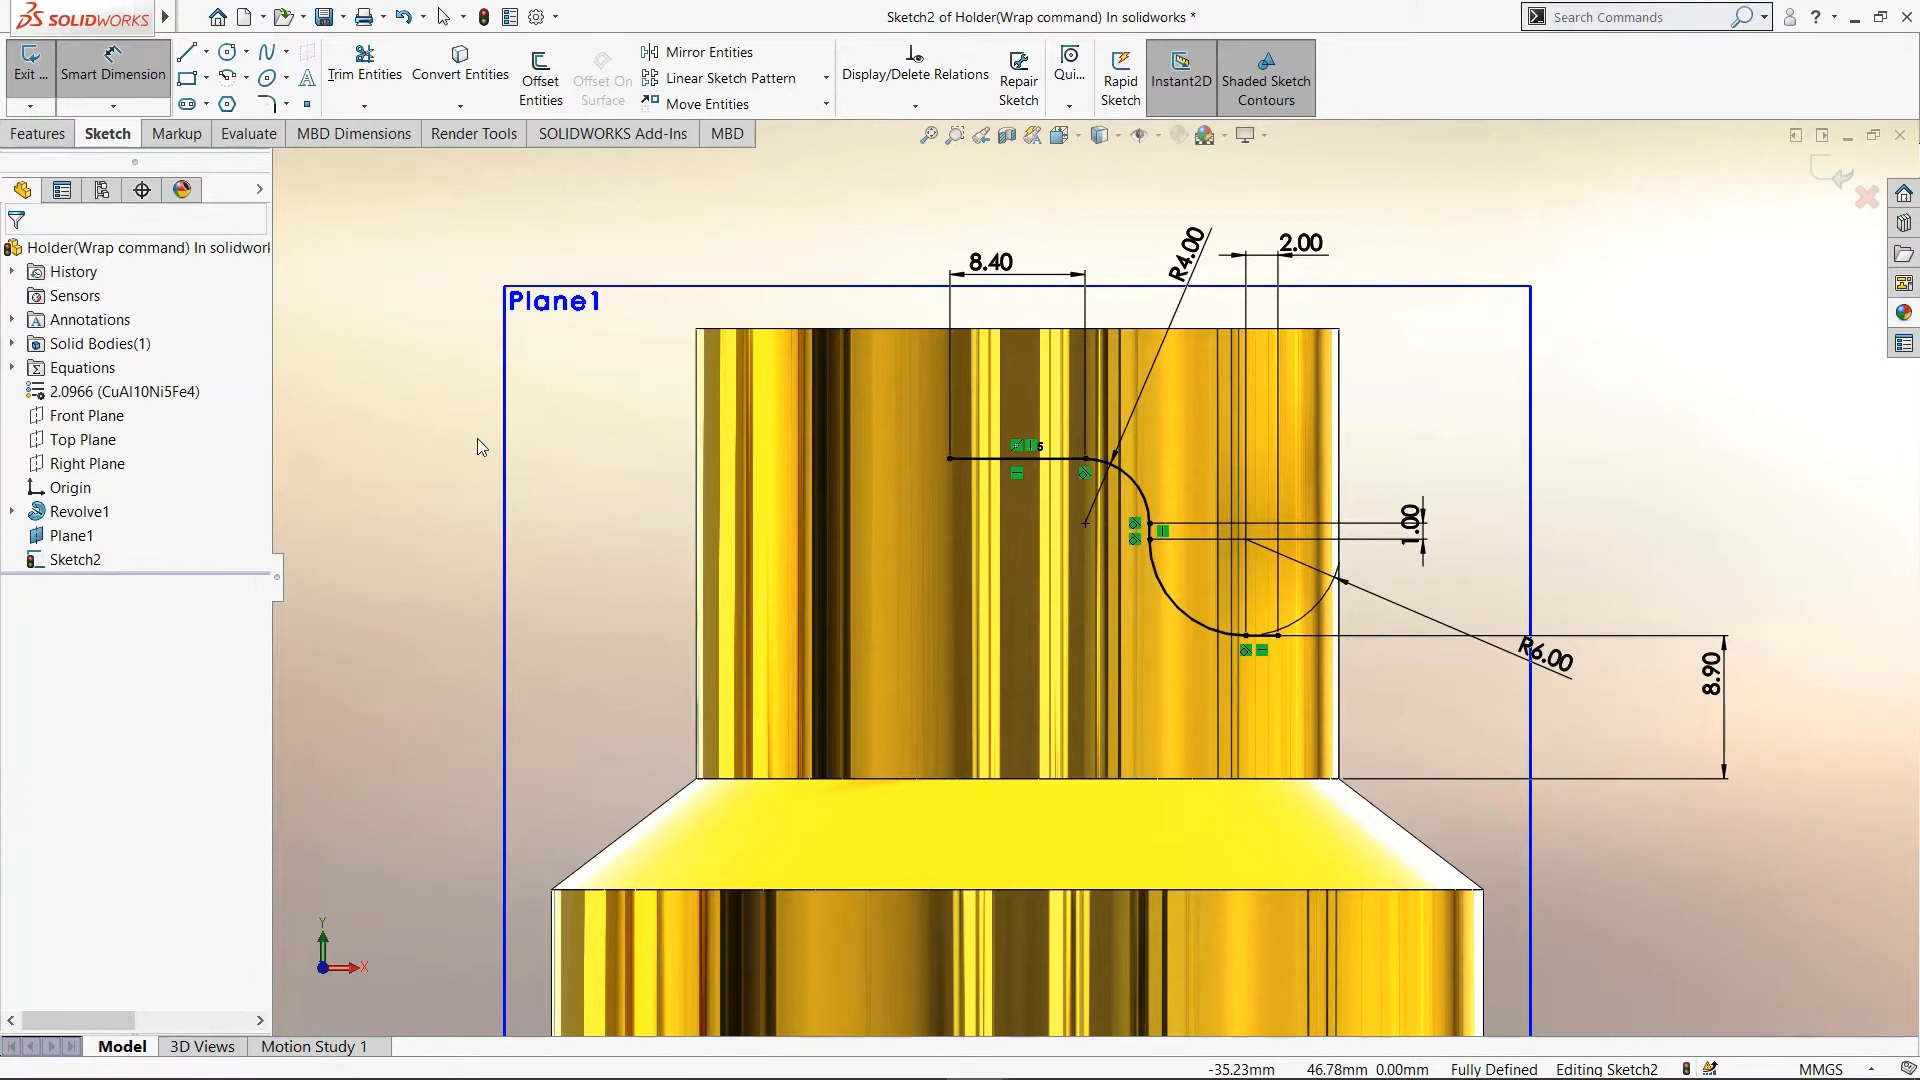 SOLIDWORKS
Sketch2 of Holder(Wrap command) In solidworks *
Search Commands
?
Exit ...
Smart Dimension
Trim Entities
Convert Entities
Offset Entities
Offset On Surface
Mirror Entities
Linear Sketch Pattern
Move Entities
Display/Delete Relations
Repair Sketch
Qui...
Rapid Sketch
Instant2D
Shaded Sketch Contours
Features
Sketch
Markup
Evaluate
MBD Dimensions
Render Tools
SOLIDWORKS Add-Ins
MBD
Holder(Wrap command) In solidwor
History
Sensors
Annotations
Solid Bodies(1)
Equations
2.0966 (CuAl10Ni5Fe4)
Front Plane
Top Plane
Right Plane
Origin
Revolve1
Plane1
Sketch2
Plane1
8.40
R4.00
2.00
5
1.00
R6.00
8.90
Y
X
Model
3D Views
Motion Study 1
-35.23mm
46.78mm 0.00mm
Fully Defined
Editing Sketch2
MMGS